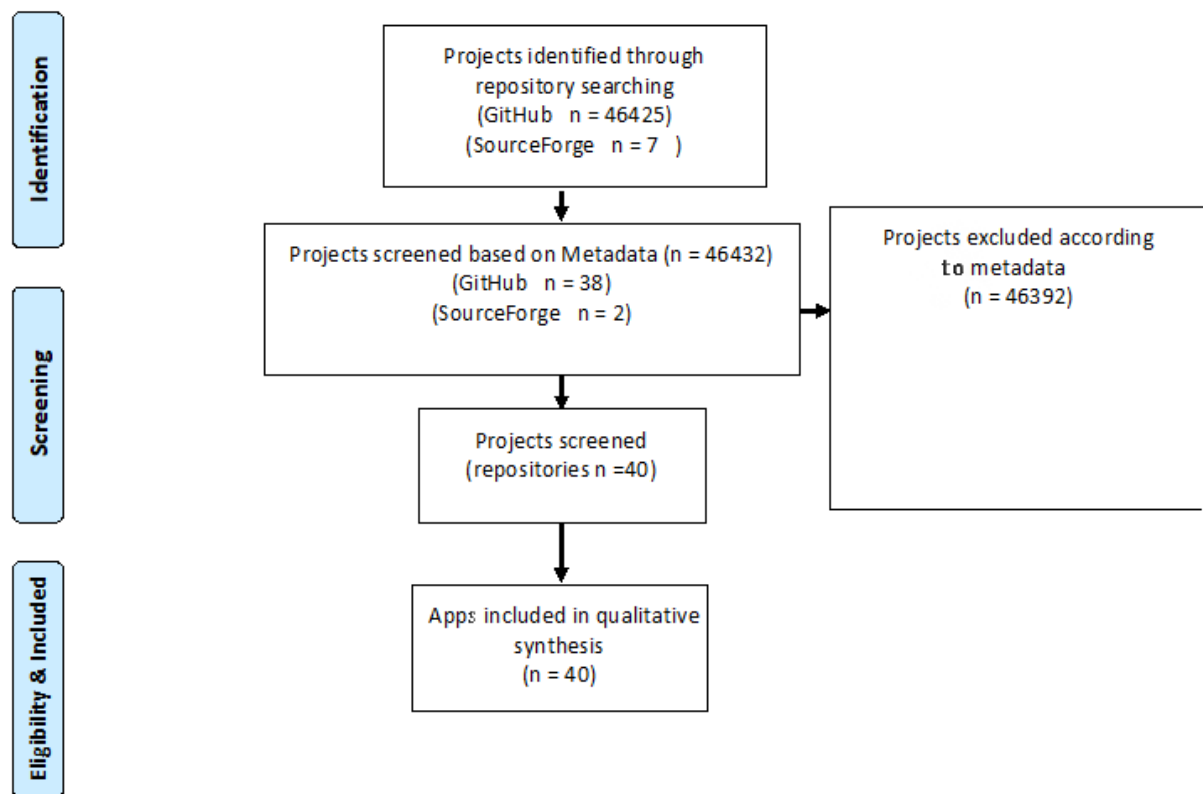 Identification
Projects identified through
repository searching
(GitHub n = 46425)
(SourceForge n = 7 )
Projects screened based on Metadata (n = 46432)
(GitHub n = 38)
(SourceForge n = 2)
Projects excluded according
to metadata
(n = 46392)
Screening
Projects screened
(repositories n =40)
Eligibility & Included
Apps included in qualitative
synthesis
(n = 40)